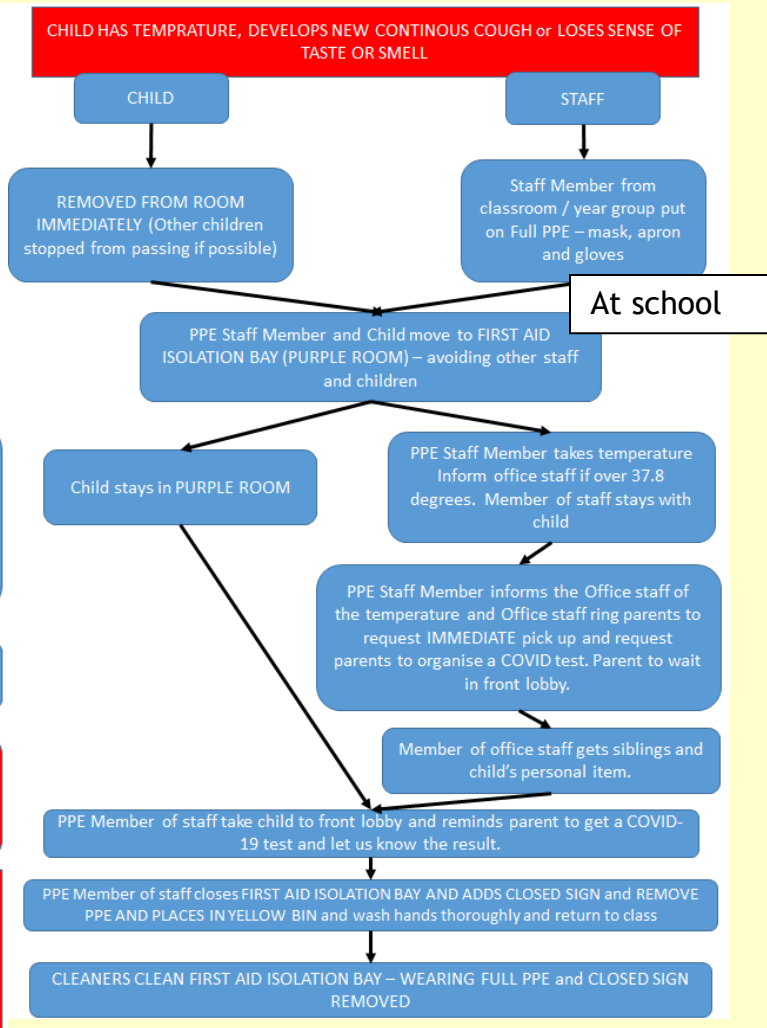 CHILD HAS TEMPRATURE, DEVELOPS NEW CONTINOUS COUGH or LOSES SENSE OF
TASTE OR SMELL
CHILD
STAFF
REMOVED FROM ROOM
IMMEDIATELY (Other children
stopped from passing if possible)
Staff Member from
classroom / year group put
on Full PPE – mask, apron
and gloves
At school
PPE Staff Member and Child move to FIRST AID
ISOLATION BAY (PURPLE ROOM) – avoiding other staff
and children
Child stays in PURPLE ROOM
PPE Staff Member takes temperature
Inform office staff if over 37.8
degrees. Member of staff stays with
child
PPE Staff Member informs the Office staff of
the temperature and Office staff ring parents to
request IMMEDIATE pick up and request
parents to organise a COVID test. Parent to wait
in front lobby.
Member of office staff gets siblings and
child's personal item.
PPE Member of staff take child to front lobby and reminds parent to get a COVID-
19 test and let us know the result.
PPE Member of staff closes FIRST AID ISOLATION BAY AND ADDS CLOSED SIGN and REMOVE
PPE AND PLACES IN YELLOW BIN and wash hands thoroughly and return to class
CLEANERS CLEAN FIRST AID ISOLATION BAY – WEARING FULL PPE and CLOSED SIGN
REMOVED